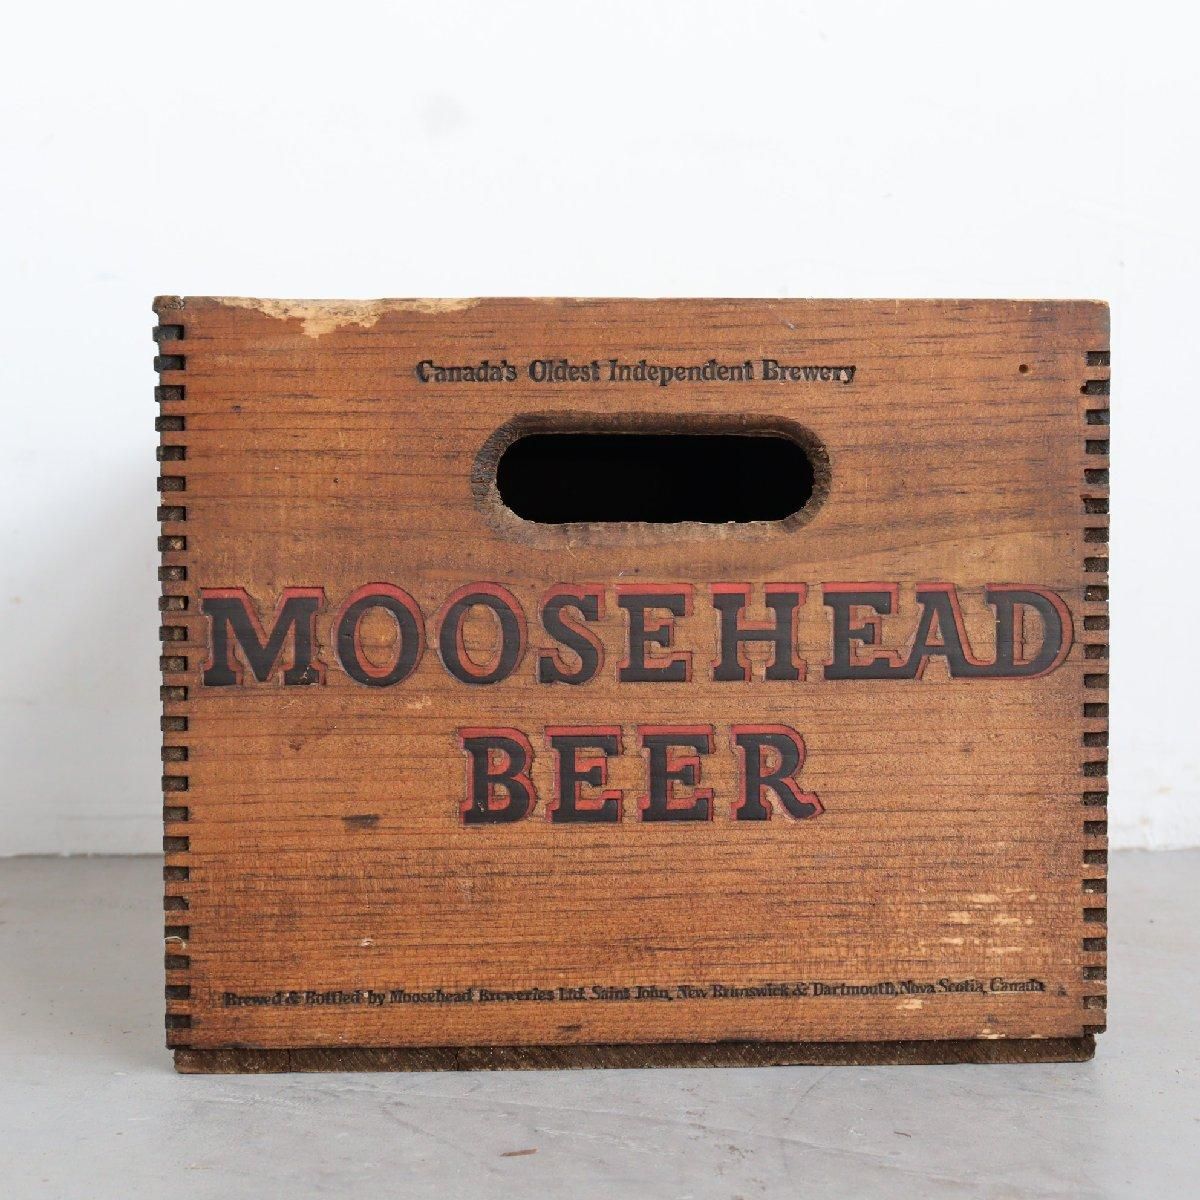 Canada's Oldest Independent Brewery
MOOSEHEAD
BEER
Brewed & Bottled by Moosehead Breweries Ltd. Saint John, New Brunswick & Dartmouth, Nova Scotia, Canada